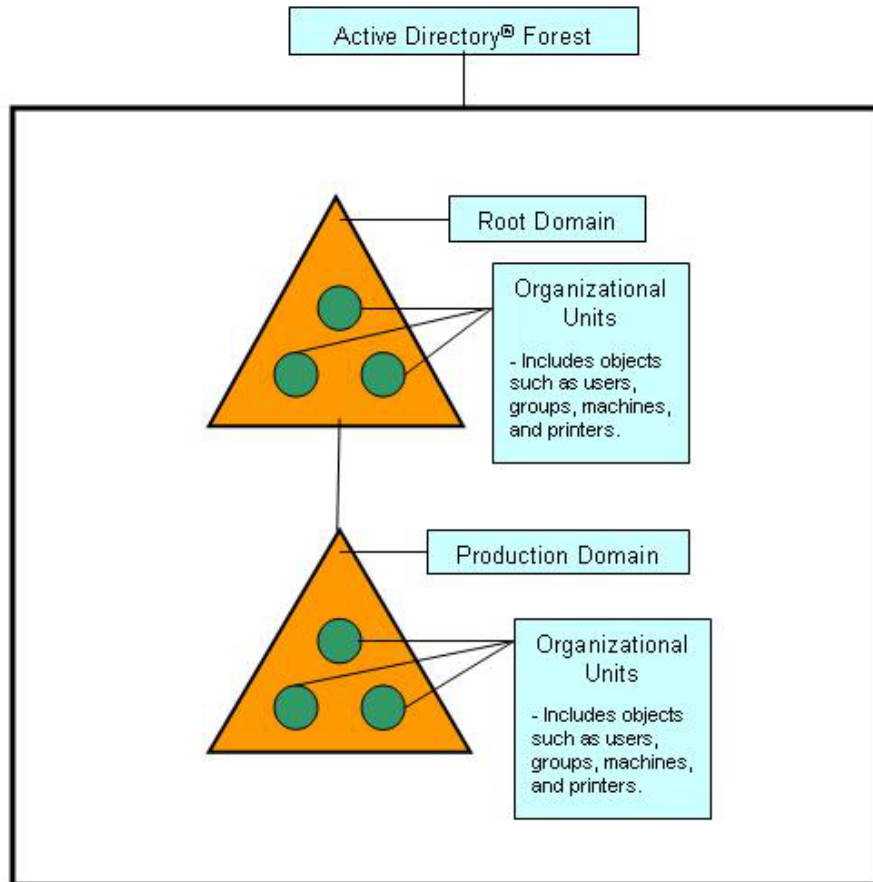 Active Directory® Forest
Root Domain
Organizational
Units
- Includes objects
such as users,
groups, machines,
and printers.
Production Domain
Organizational
Units
- Includes objects
such as users,
groups, machines,
and printers.